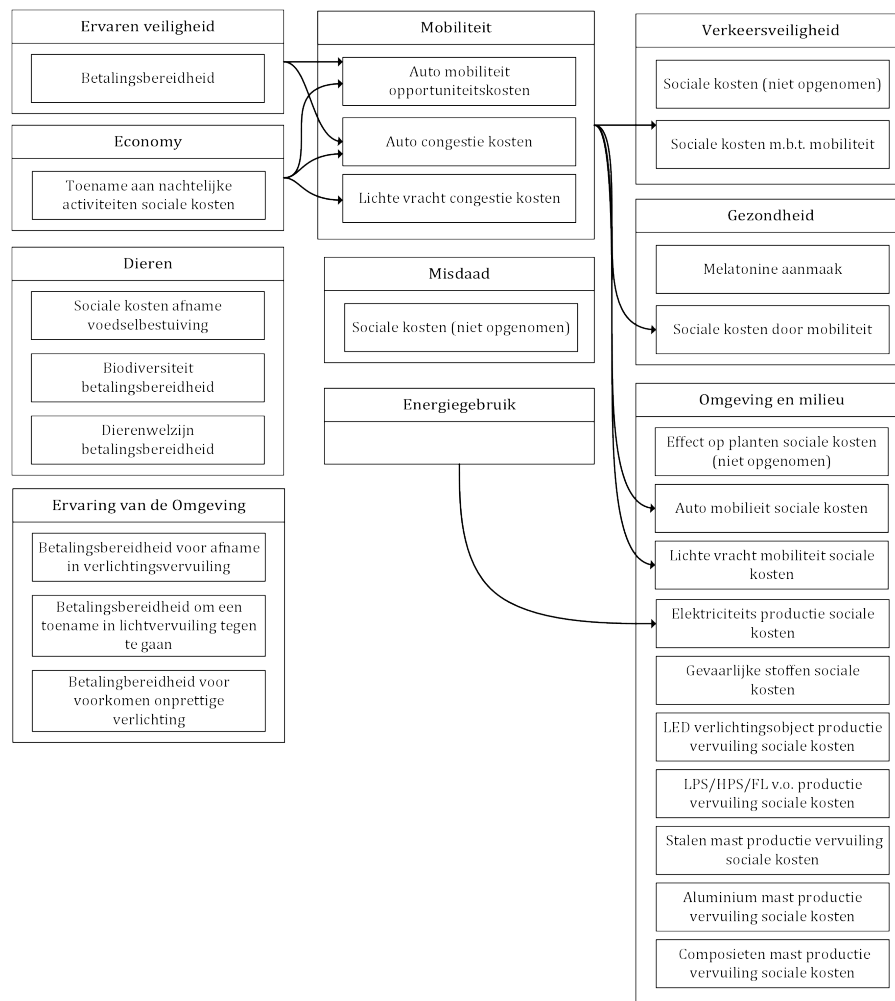 Ervaren veiligheid
Betalingsbereidheid
Economy
Toename aan nachtelijke
activiteiten sociale kosten
Dieren
Sociale kosten afname
voedselbestuiving
Biodiversiteit
betalingsbereidheid
Dierenwelzijn
betalingsbereidheid
Ervaring van de Omgeving
Betalingsbereidheid voor afname
in verlichtingsvervuiling
Betalingsbereidheid om een
toename in lichtvervuiling tegen
te gaan
Betalingbereidheid voor
voorkomen onprettige
verlichting
Mobiliteit
Auto mobiliteit
opportuniteitskosten
Auto congestie kosten
Lichte vracht congestie kosten
Misdaad
Sociale kosten (niet opgenomen)
Energiegebruik
Verkeersveiligheid
Sociale kosten (niet opgenomen)
Sociale kosten m.b.t. mobiliteit
Gezondheid
Melatonine aanmaak
Sociale kosten door mobiliteit
Omgeving en milieu
Effect op planten sociale kosten
(niet opgenomen)
Auto mobilieit sociale kosten
Lichte vracht mobiliteit sociale
kosten
Elektriciteits productie sociale
kosten
Gevaarlijke stoffen sociale
kosten
LED verlichtingsobject productie
vervuiling sociale kosten
LPS/HPS/FL v.o. productie
vervuiling sociale kosten
Stalen mast productie vervuiling
sociale kosten
Aluminium mast productie
vervuiling sociale kosten
Composieten mast productie
vervuiling sociale kosten